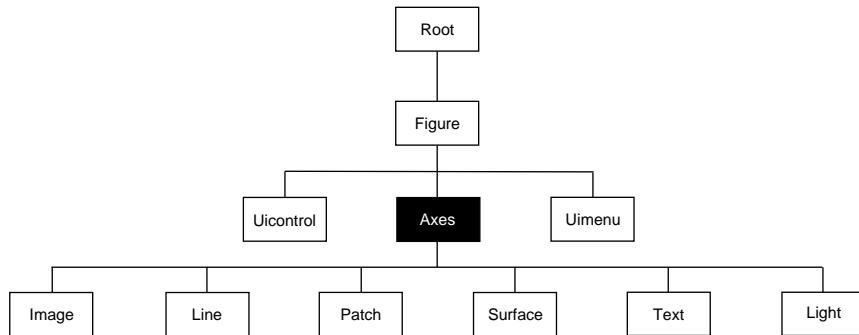 Root
Figure
Uicontrol
Axes
Uimenu
Image
Line
Patch
Surface
Text
Light